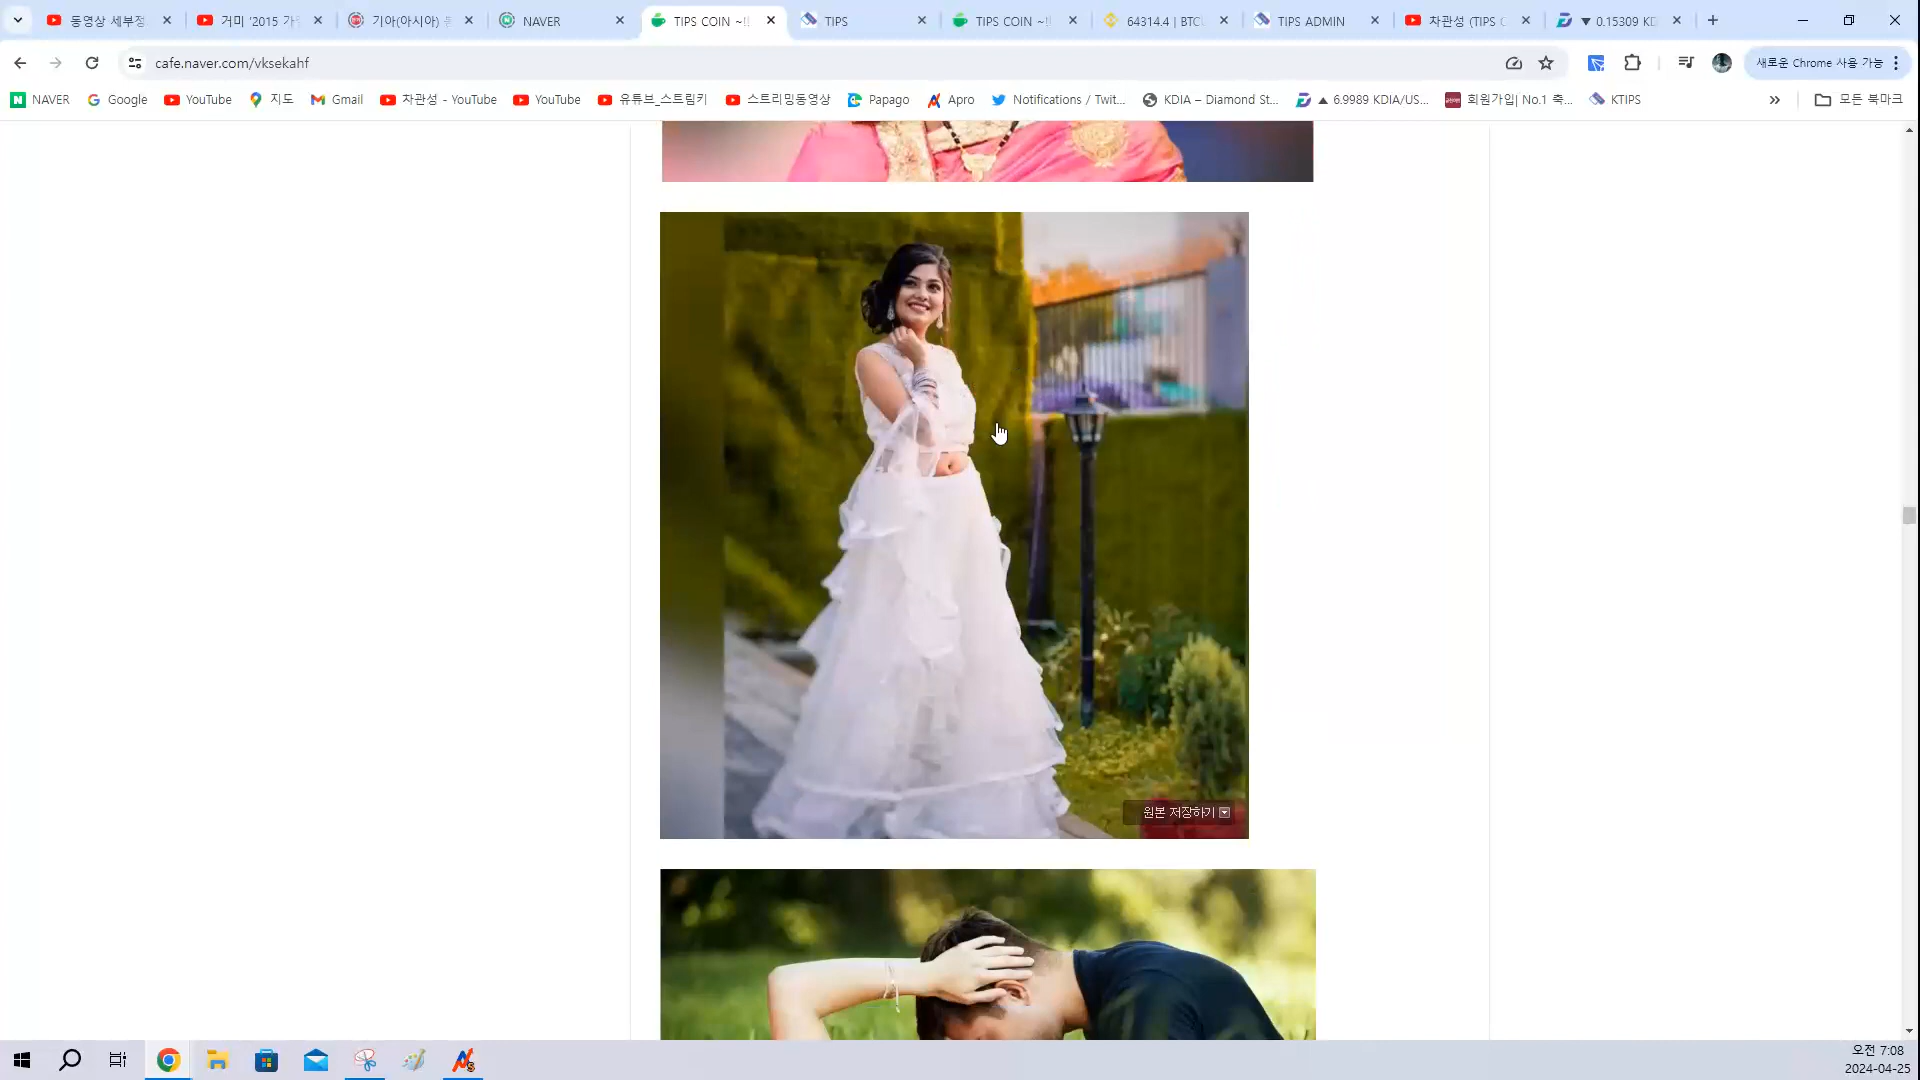 동영상 세부정
거미 '2015 가
기아(아시아)
NAVER
TIPS COIN ~!
TIPS
TIPS COIN ~!
64314.4 | BTC
TIPS ADMIN
차관성 (TIPS
▼ 0.15309 KD
cafe.naver.com/vksekahf
새로운 Chrome 사용 가능
NAVER
Google
YouTube
지도
Gmail
차관성 - YouTube
YouTube
유튜브_스트림키
스트리밍동영상
Papago
Apro
Notifications / Twit...
KDIA – Diamond St...
▲ 6.9989 KDIA/US...
회원가입| No.1 축...
KTIPS
모든 북마크
원본 저장하기
오전 7:08
2024-04-25